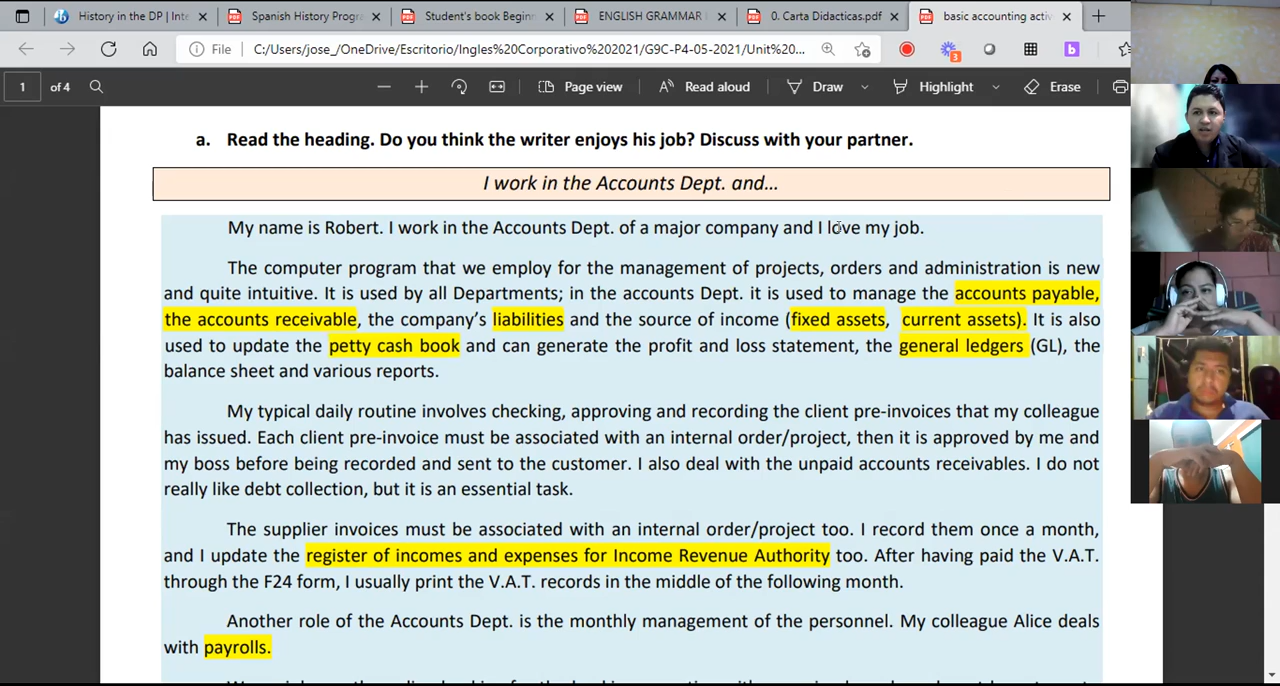 History in the DP | Inte
Spanish History Progra
Student's book Beginn
ENGLISH GRAMMAR
0. Carta Didacticas.pdf
basic accounting activ
File
C:/Users/jose_/OneDrive/Escritorio/Ingles%20Corporativo%202021/G9C-P4-05-2021/Unit%20...
3
b
1 of 4
Page view
Read aloud
Draw
Highlight
Erase
a. Read the heading. Do you think the writer enjoys his job? Discuss with your partner.
I work in the Accounts Dept. and...
My name is Robert. I work in the Accounts Dept. of a major company and I love my job.
The computer program that we employ for the management of projects, orders and administration is new
and quite intuitive. It is used by all Departments; in the accounts Dept. it is used to manage the accounts payable,
the accounts receivable, the company's liabilities and the source of income (fixed assets, current assets). It is also
used to update the petty cash book and can generate the profit and loss statement, the general ledgers (GL), the
balance sheet and various reports.
My typical daily routine involves checking, approving and recording the client pre-invoices that my colleague
has issued. Each client pre-invoice must be associated with an internal order/project, then it is approved by me and
my boss before being recorded and sent to the customer. I also deal with the unpaid accounts receivables. I do not
really like debt collection, but it is an essential task.
The supplier invoices must be associated with an internal order/project too. I record them once a month,
and I update the register of incomes and expenses for Income Revenue Authority too. After having paid the V.A.T.
through the F24 form, I usually print the V.A.T. records in the middle of the following month.
Another role of the Accounts Dept. is the monthly management of the personnel. My colleague Alice deals
with payrolls.